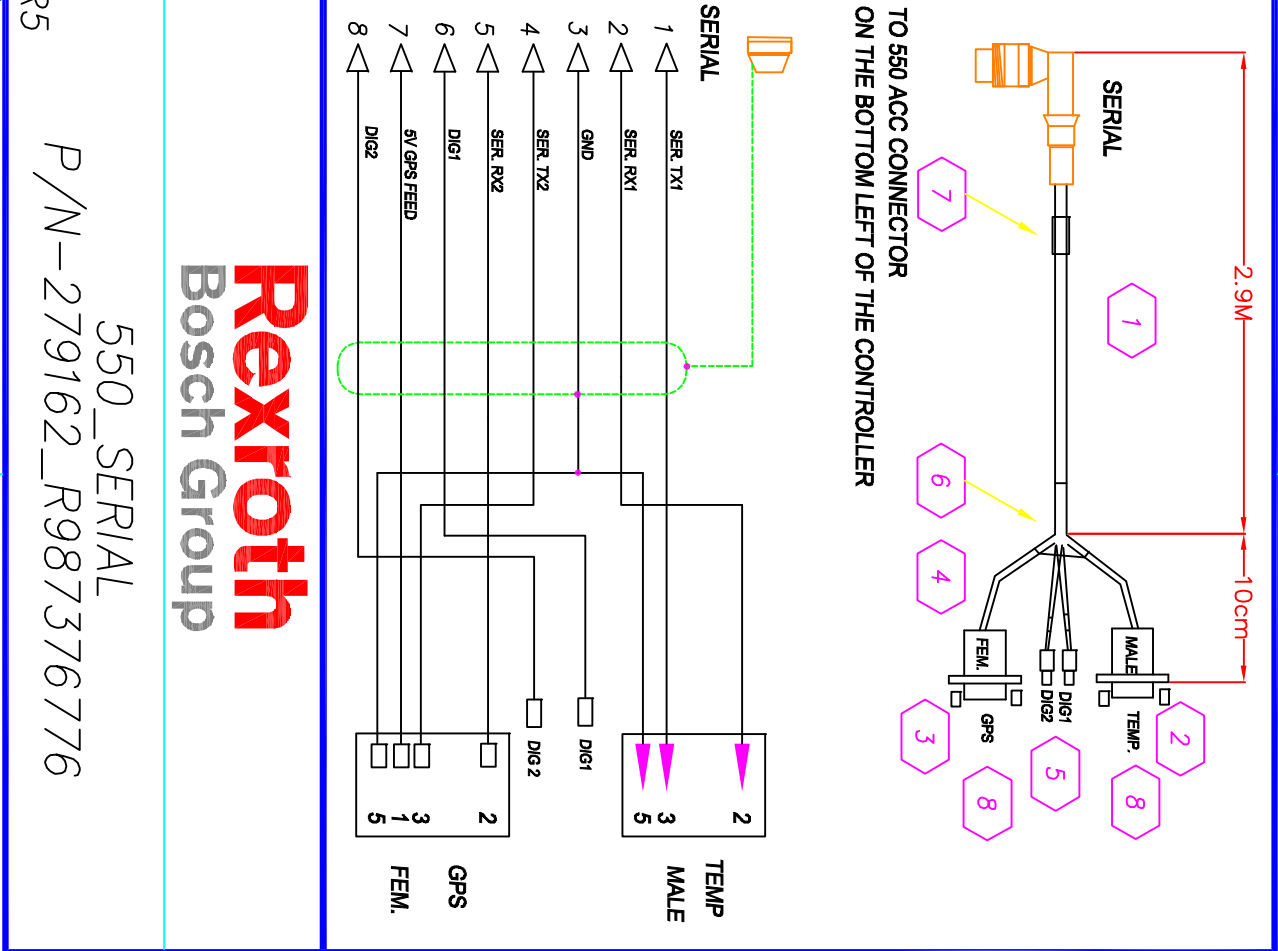 2.9M
10cm
SERIAL
1
7
6
4
MALE
FEM.
DIG1
DIG2
TEMP.
GPS
2
3
5
8
8
TO 550 ACC CONNECTOR
ON THE BOTTOM LEFT OF THE CONTROLLER
SERIAL
1
SER. TX1
2
SER. RX1
3
GND
4
SER. TX2
5
SER. RX2
6
DIG1
7
5V GPS FEED
8
DIG2
DIG1
DIG 2
2
3
5
TEMP
MALE
2
3
1
5
GPS
FEM.
Rexroth
Bosch Group
550_SERIAL
P/N-279162_R987376776
R5